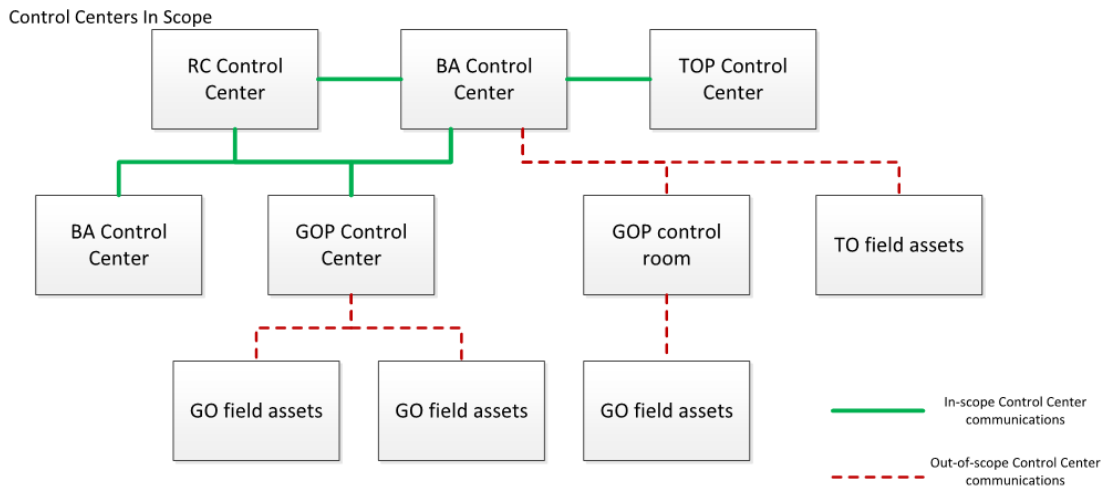 Control Centers In Scope
RC Control
Center
BA Control
Center
TOP Control
Center
BA Control
Center
GOP Control
Center
GOP control
room
TO field assets
GO field assets
GO field assets
GO field assets
In-scope Control Center
communications
Out-of-scope Control Center
communications